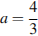 a = 4/3